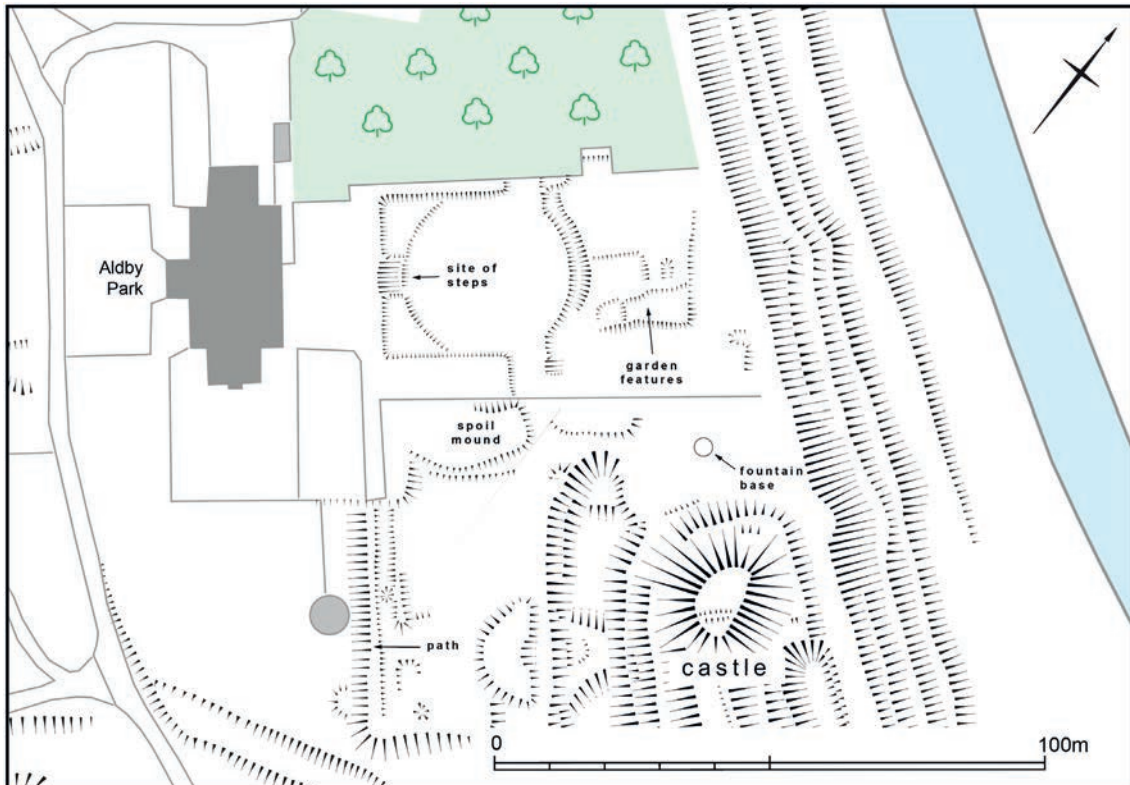 Aldby
Park
site of
steps
garden
features
spoil
mound
fountain
base
path
castle
0
100m